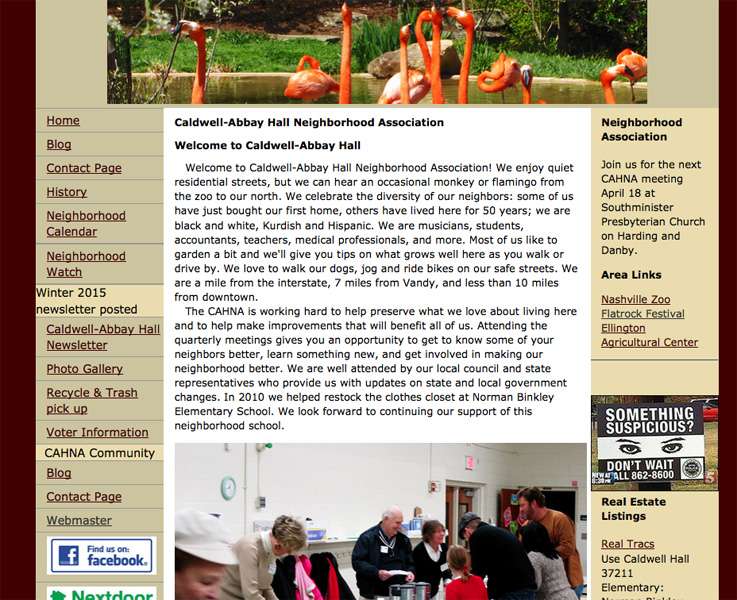 Home
Blog
Contact Page
History
Neighborhood
Calendar
Neighborhood
Watch
Winter 2015
newsletter posted
Caldwell-Abbay Hall
Newsletter
Photo Gallery
Recycle & Trash
pick up
Voter Information
CAHNA Community
Blog
Contact Page
Webmaster
Find us on:
facebook.
Nextdoor
Caldwell-Abbay Hall Neighborhood Association
Welcome to Caldwell-Abbay Hall
Welcome to Caldwell-Abbay Hall Neighborhood Association! We enjoy quiet
residential streets, but we can hear an occasional monkey or flamingo from
the zoo to our north. We celebrate the diversity of our neighbors: some of us
have just bought our first home, others have lived here for 50 years; we are
black and white, Kurdish and Hispanic. We are musicians, students,
accountants, teachers, medical professionals, and more. Most of us like to
garden a bit and we'll give you tips on what grows well here as you walk or
drive by. We love to walk our dogs, jog and ride bikes on our safe streets. We
are a mile from the interstate, 7 miles from Vandy, and less than 10 miles
from downtown.
The CAHNA is working hard to help preserve what we love about living here
and to help make improvements that will benefit all of us. Attending the
quarterly meetings gives you an opportunity to get to know some of your
neighbors better, learn something new, and get involved in making our
neighborhood better. We are well attended by our local council and state
representatives who provide us with updates on state and local government
changes. In 2010 we helped restock the clothes closet at Norman Binkley
Elementary School. We look forward to continuing our support of this
neighborhood school.
Neighborhood
Association
Join us for the next
CAHNA meeting
April 18 at
Southminister
Presbyterian Church
on Harding and
Danby.
Area Links
Nashville Zoo
Flatrock Festival
Ellington
Agricultural Center
SOMETHING
SUSPICIOUS?
DON'T WAIT
CALL 862-8600
NEW AT
6:30PM
5
Real Estate
Listings
Real Tracs
Use Caldwell Hall
37211
Elementary:
Norman Binkley